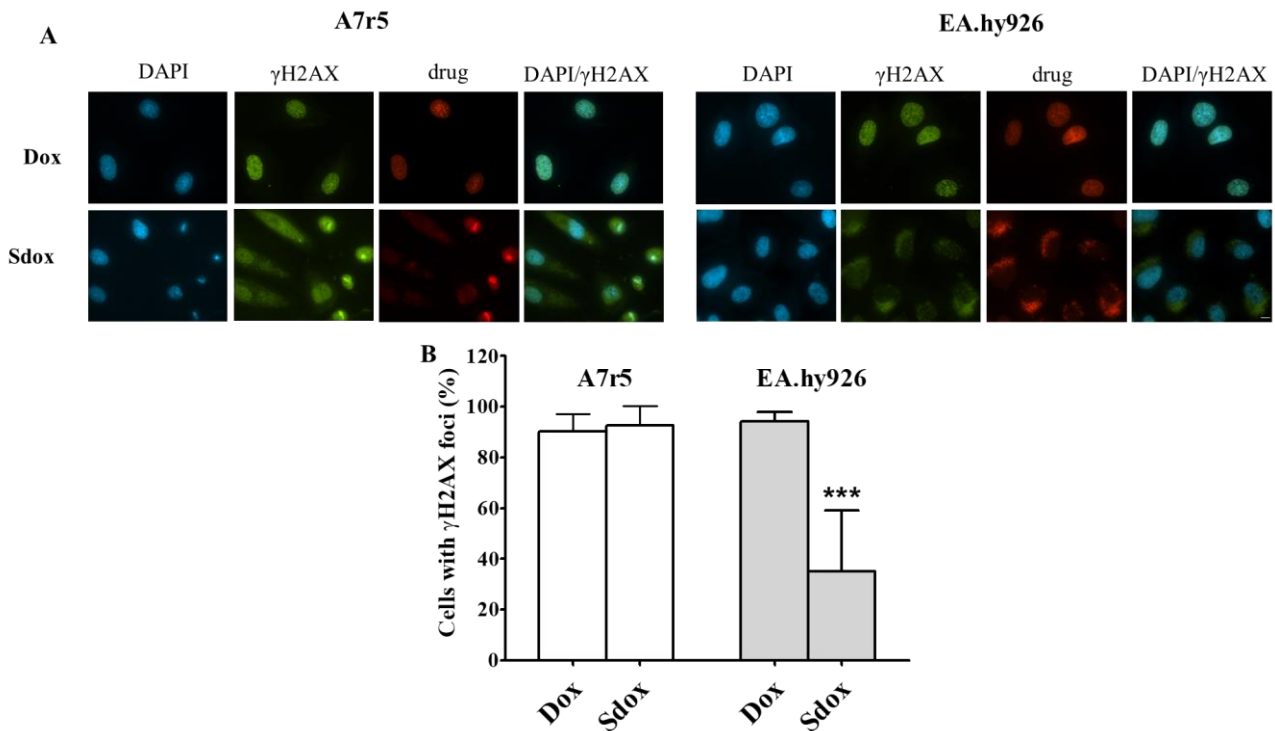 A
A7r5
EA.hy926
DAPI γH2AX drug DAPI/γH2AX DAPI γH2AX drug DAPI/γH2AX
Dox
Sdox
B
120
100
80
60
40
20
0
Cells with γH2AX foci (%)
A7r5 EA.hy926
***
Dox Sdox Dox Sdox